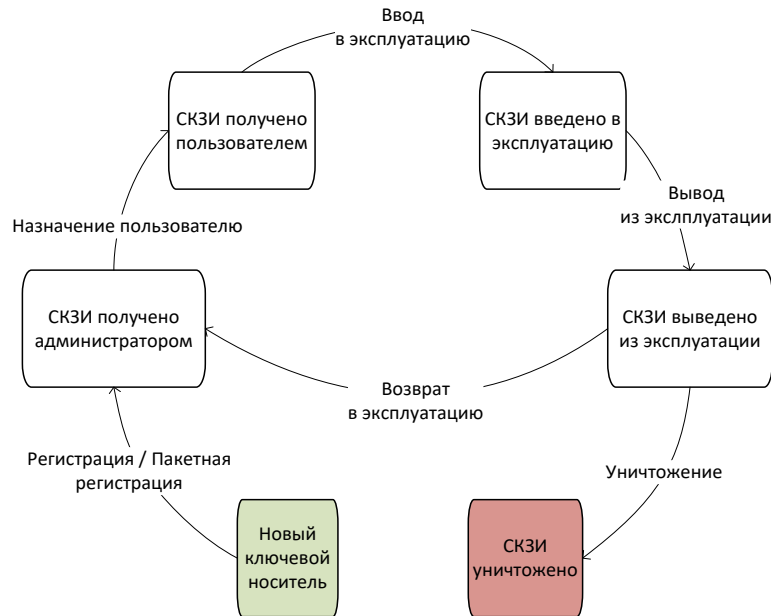 Ввод
в эксплуатацию
СКЗИ получено
пользователем
СКЗИ введено в
эксплуатацию
Назначение пользователю
Вывод
из экслплуатации
СКЗИ получено
администратором
СКЗИ выведено
из эксплуатации
Возврат
в эксплуатацию
Регистрация / Пакетная
регистрация
Уничтожение
Новый
ключевой
носитель
СКЗИ
уничтожено